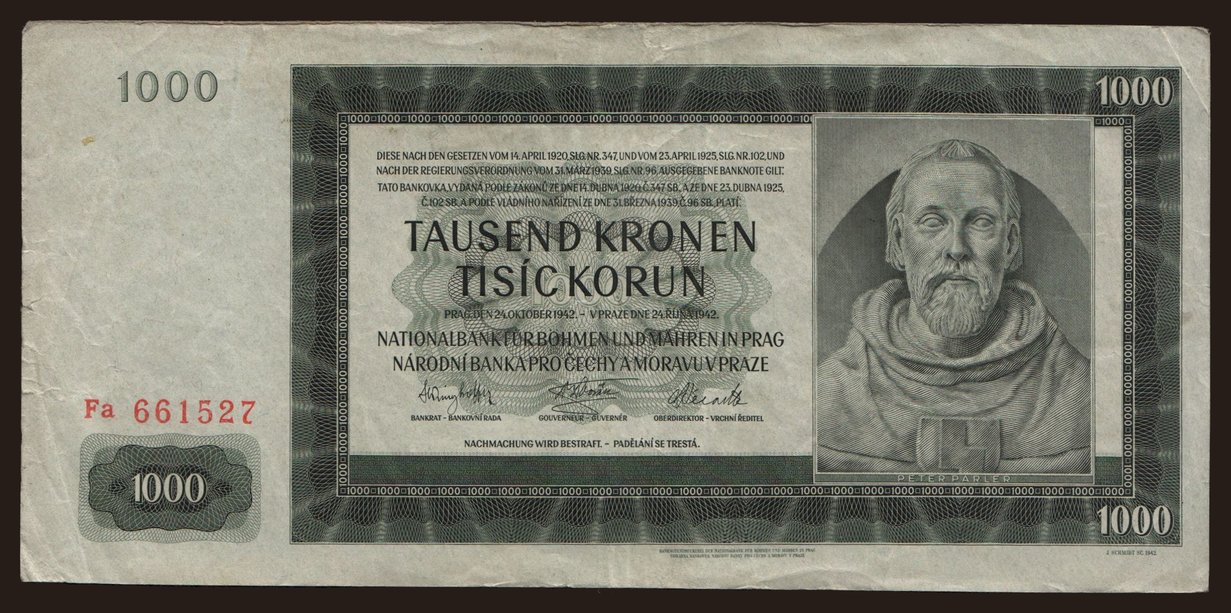 1000
1000
DIESE NACH DEN GESETZEN VOM 14. APRIL 1920, SLG. NR. 347, UND VOM 23. APRIL 1925, SLG. NR. 102, UND
NACH DER REGIERUNGSVERORDNUNG VOM 31. MÄRZ 1939, SLG. NR. 96, AUSGEGEBENE BANKNOTE GILT.
TATO BANKOVKA, VYDANÁ PODLE ZÁKONŮ ZE DNE 14. DUBNA 1920, Č. 347 SB., A ZE DNE 23. DUBNA 1925,
Č. 102 SB., A PODLE VLÁDNÍHO NAŘÍZENÍ ZE DNE 31. BŘEZNA 1939, Č. 96 SB., PLATÍ
TAUSEND KRONEN
TISÍC KORUN
PRAG, DEN 24. OKTOBER 1942. – V PRAZE DNE 24. ŘÍJNA 1942.
NATIONALBANK FÜR BÖHMEN UND MÄHREN IN PRAG
NÁRODNÍ BANKA PRO ČECHY A MORAVU V PRAZE
BANKRAT – BANKOVNÍ RADA
GOUVERNEUR – GUVERNÉR
OBERDIREKTOR – VRCHNÍ ŘEDITEL
NACHMACHUNG WIRD BESTRAFT. – PADĚLÁNÍ SE TRESTÁ.
Fa 661527
1000
PETER PARLER
1000
J. SCHMIDT SC. 1942.